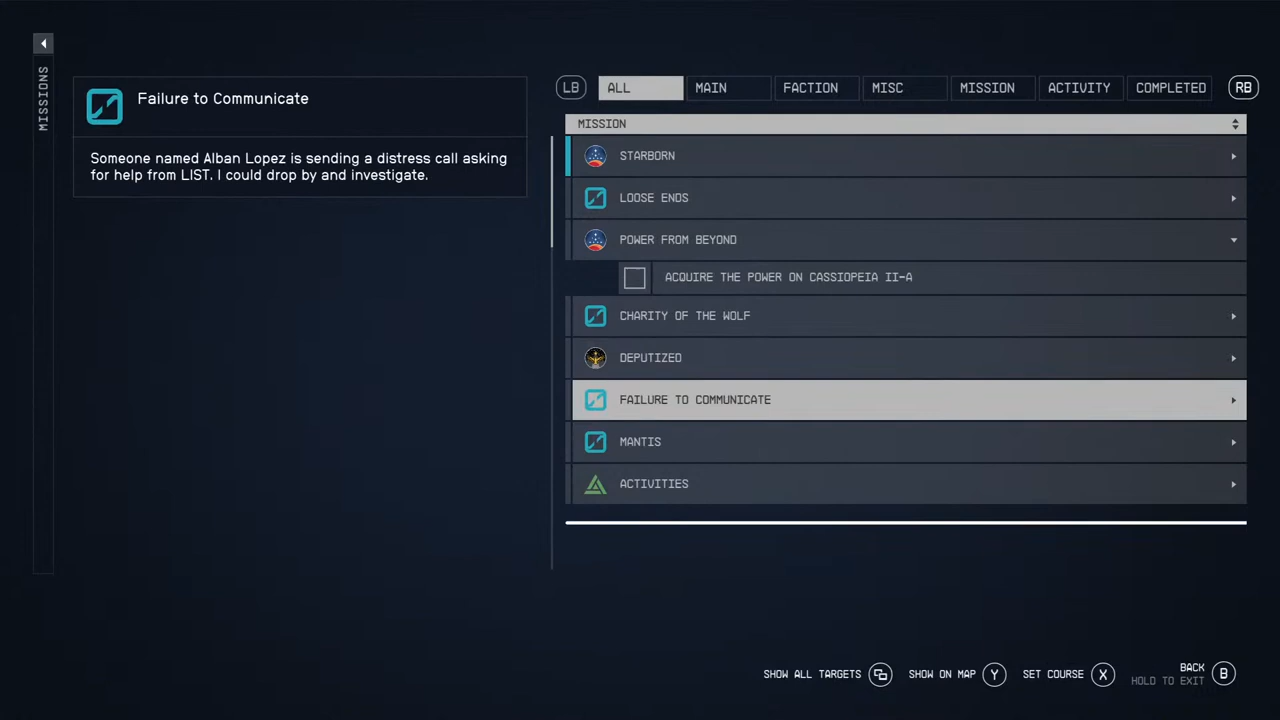 MISSIONS
Failure to Communicate
Someone named Alban Lopez is sending a distress call asking
for help from LIST. I could drop by and investigate.
LB ALL MAIN FACTION MISC MISSION ACTIVITY COMPLETED RB
MISSION
STARBORN
LOOSE ENDS
POWER FROM BEYOND
ACQUIRE THE POWER ON CASSIOPEIA II-A
CHARITY OF THE WOLF
DEPUTIZED
FAILURE TO COMMUNICATE
MANTIS
ACTIVITIES
SHOW ALL TARGETS SHOW ON MAP Y SET COURSE X BACK B
HOLD TO EXIT